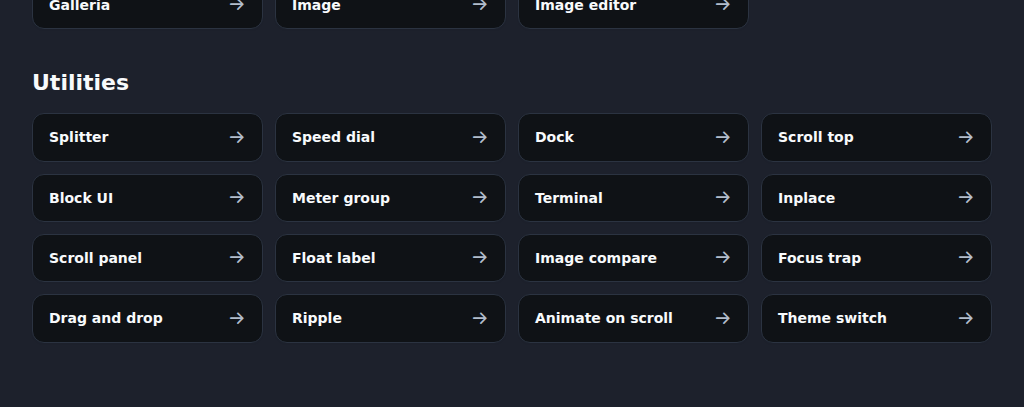 Galleria → Image → Image editor →
Utilities
Splitter → Speed dial → Dock → Scroll top →
Block UI → Meter group → Terminal → Inplace →
Scroll panel → Float label → Image compare → Focus trap →
Drag and drop → Ripple → Animate on scroll → Theme switch →